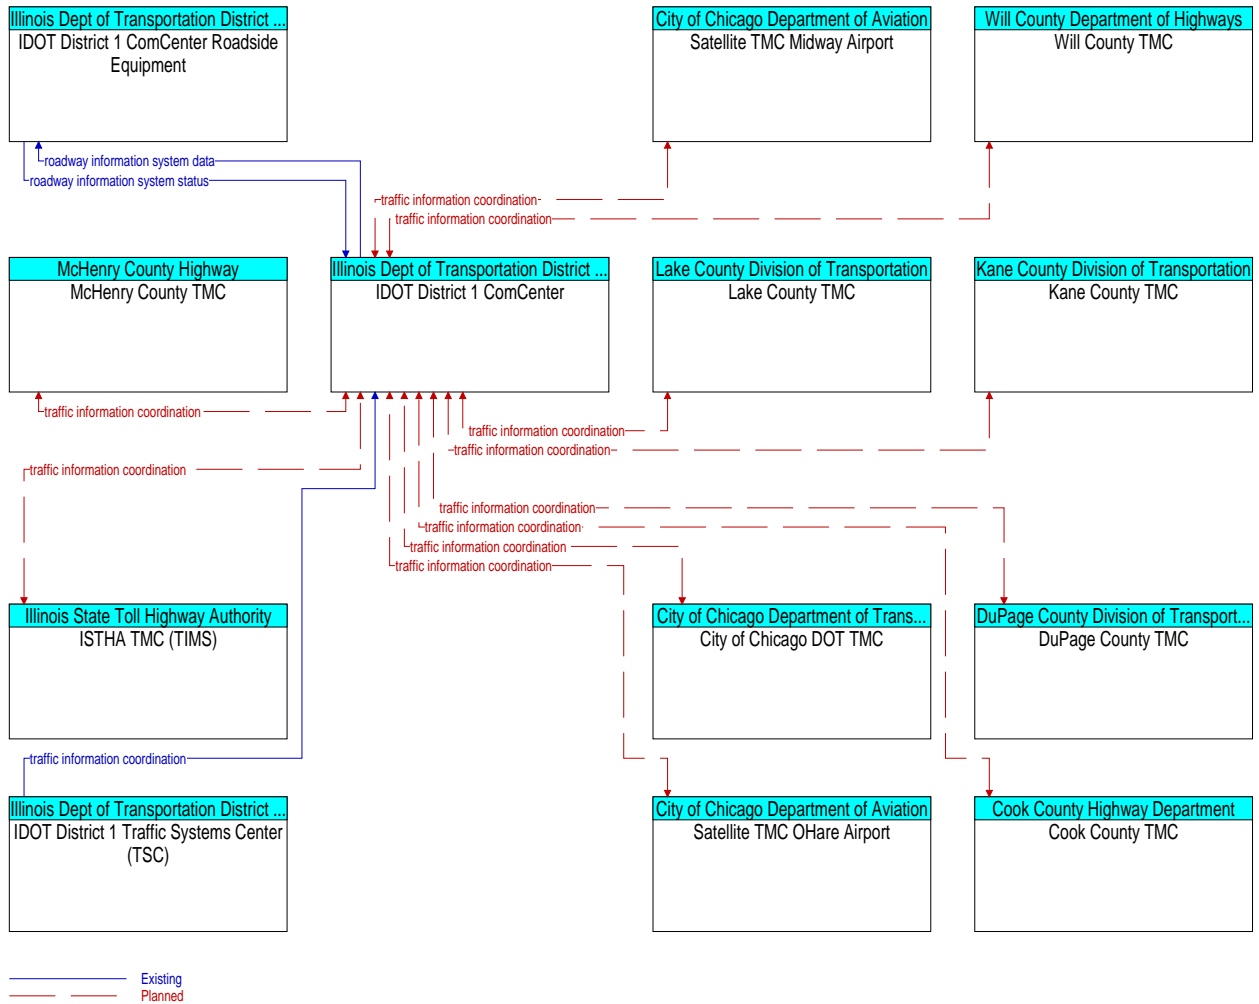 Illinois Dept of Transportation District ...
IDOT District 1 ComCenter Roadside
Equipment
City of Chicago Department of Aviation
Satellite TMC Midway Airport
Will County Department of Highways
Will County TMC
roadway information system data
roadway information system status
traffic information coordination
traffic information coordination
McHenry County Highway
McHenry County TMC
Illinois Dept of Transportation District ...
IDOT District 1 ComCenter
Lake County Division of Transportation
Lake County TMC
Kane County Division of Transportation
Kane County TMC
traffic information coordination
traffic information coordination
traffic information coordination
traffic information coordination
traffic information coordination
traffic information coordination
traffic information coordination
traffic information coordination
Illinois State Toll Highway Authority
ISTHA TMC (TIMS)
City of Chicago Department of Trans...
City of Chicago DOT TMC
DuPage County Division of Transport...
DuPage County TMC
traffic information coordination
Illinois Dept of Transportation District ...
IDOT District 1 Traffic Systems Center
(TSC)
City of Chicago Department of Aviation
Satellite TMC OHare Airport
Cook County Highway Department
Cook County TMC
Existing
Planned